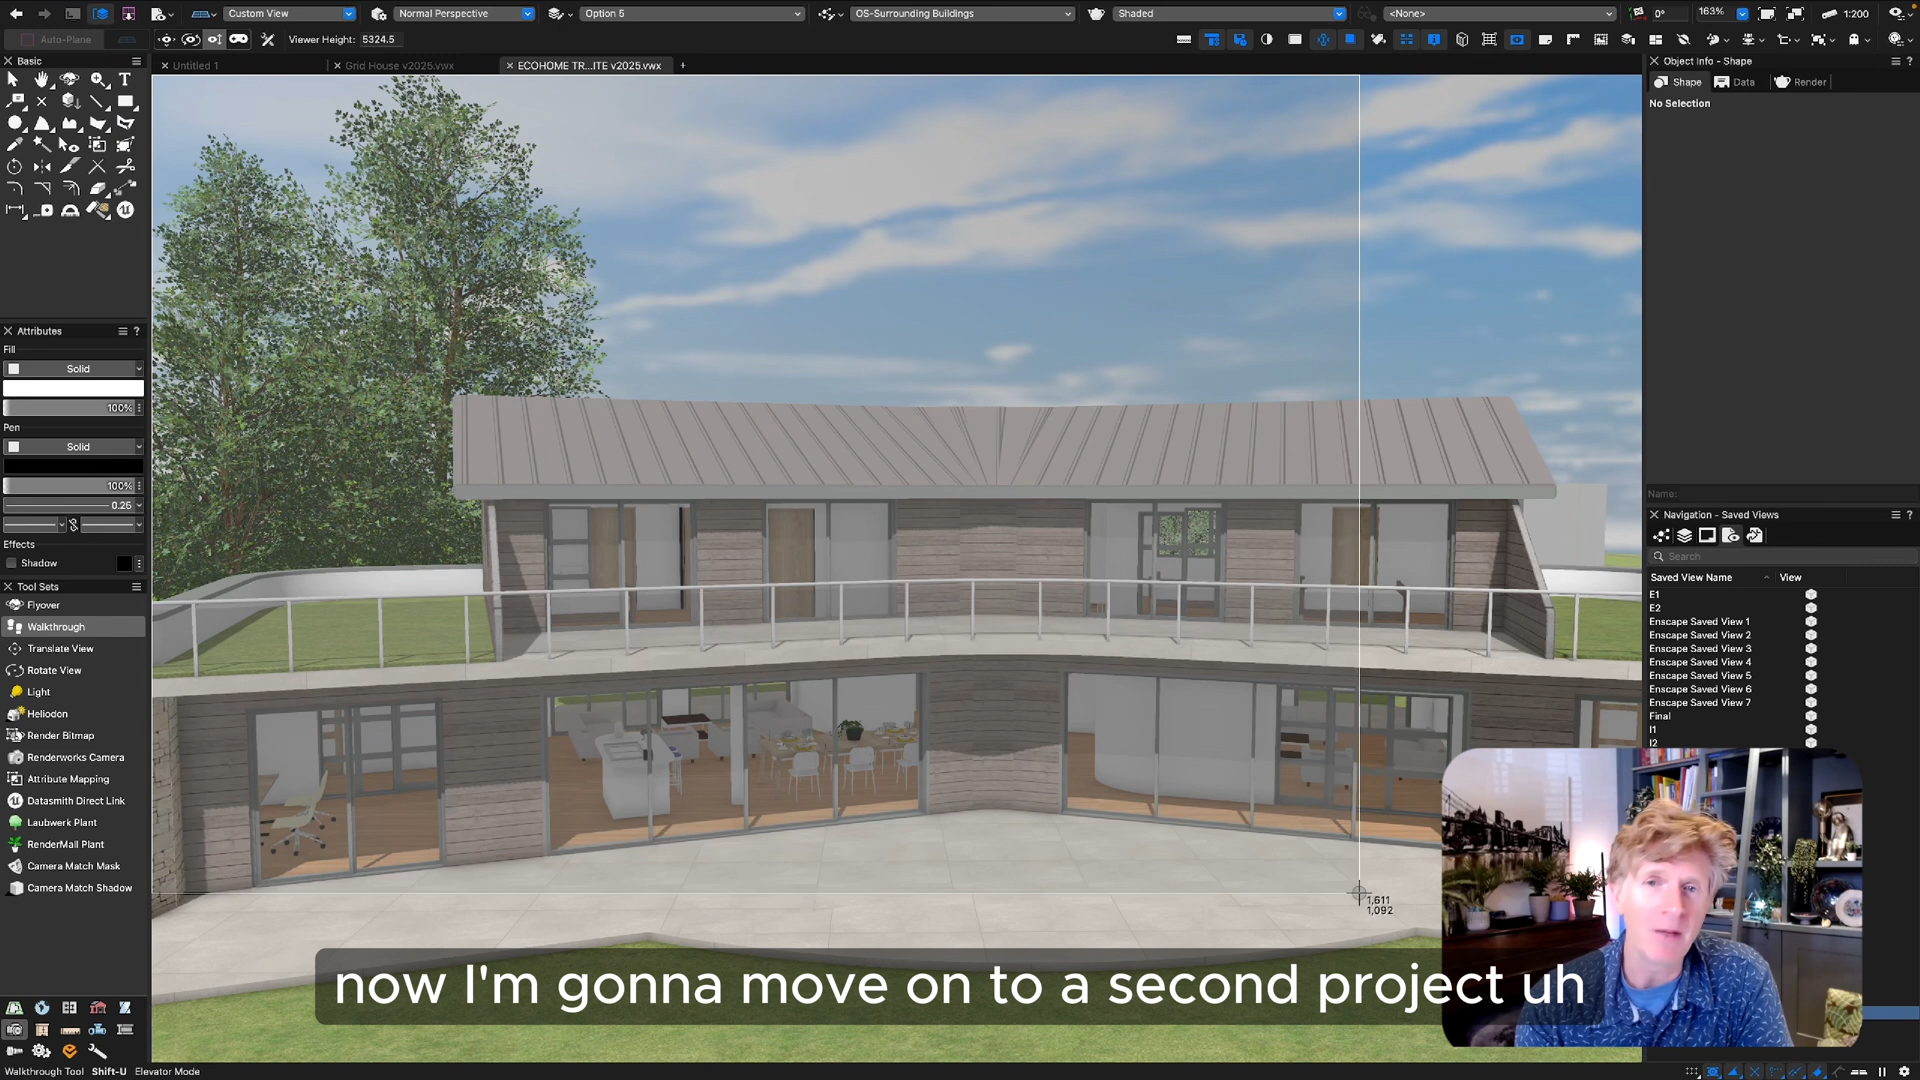 Custom View
Normal Perspective
Option 5
OS-Surrounding Buildings
Shaded
<None>
0°
163%
1:200
Auto-Plane
Viewer Height: 5324.5
Untitled 1
Grid House v2025.vwx
ECOHOME TR...ITE v2025.vwx
Basic
Object Info - Shape
Shape
Data
Render
No Selection
Attributes
Fill
Solid
100%
Pen
Solid
100%
0.25
Effects
Shadow
Tool Sets
Flyover
Walkthrough
Translate View
Rotate View
Light
Heliodon
Render Bitmap
Renderworks Camera
Attribute Mapping
Datasmith Direct Link
Laubwerk Plant
RenderMall Plant
Camera Match Mask
Camera Match Shadow
Name:
Navigation - Saved Views
Search
Saved View Name
View
E1
E2
Enscape Saved View 1
Enscape Saved View 2
Enscape Saved View 3
Enscape Saved View 4
Enscape Saved View 5
Enscape Saved View 6
Enscape Saved View 7
Final
I1
I2
1,611
1,092
now I'm gonna move on to a second project uh
Walkthrough Tool Shift-U Elevator Mode